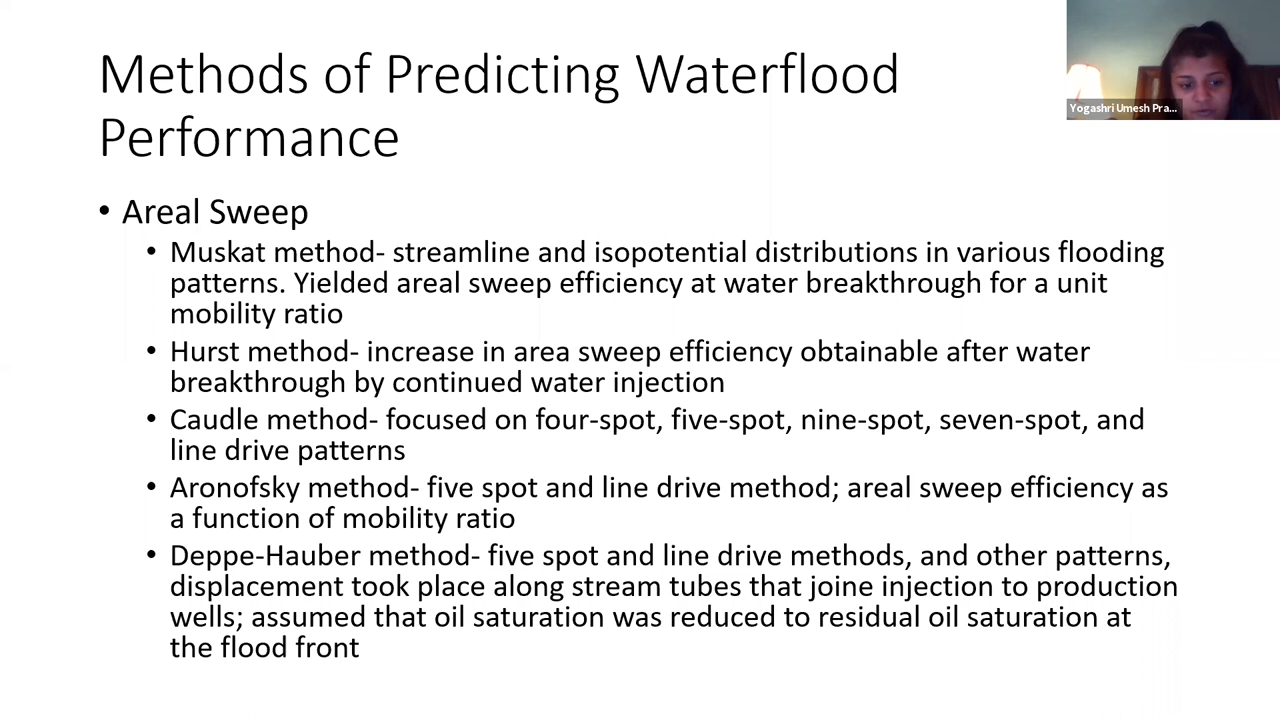 Methods of Predicting Waterflood
Performance
Yogashri Umesh Pra...
• Areal Sweep
• Muskat method- streamline and isopotential distributions in various flooding
patterns. Yielded areal sweep efficiency at water breakthrough for a unit
mobility ratio
• Hurst method- increase in area sweep efficiency obtainable after water
breakthrough by continued water injection
• Caudle method- focused on four-spot, five-spot, nine-spot, seven-spot, and
line drive patterns
• Aronofsky method- five spot and line drive method; areal sweep efficiency as
a function of mobility ratio
• Deppe-Hauber method- five spot and line drive methods, and other patterns,
displacement took place along stream tubes that joine injection to production
wells; assumed that oil saturation was reduced to residual oil saturation at
the flood front